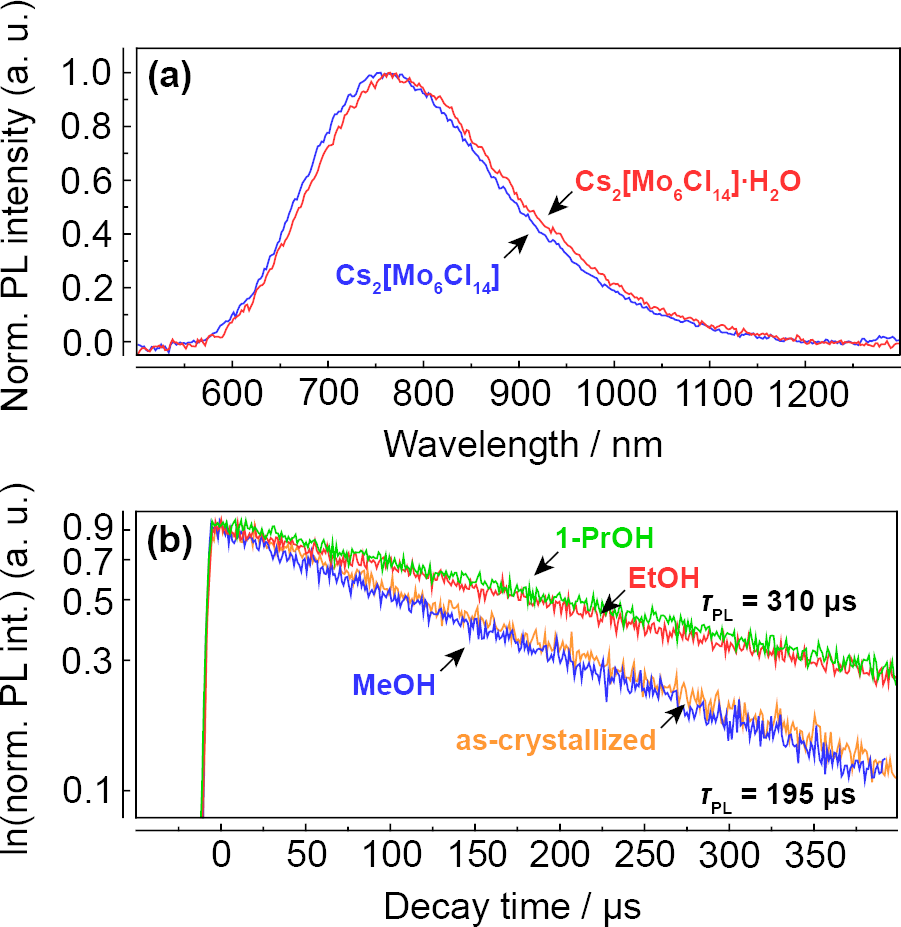 Norm. PL intensity (a. u.)
(a)
1.0
0.8
0.6
0.4
0.2
0.0
Cs₂[Mo₆Cl₁₄]·H₂O
Cs₂[Mo₆Cl₁₄]
600 700 800 900 1000 1100 1200
Wavelength / nm
ln(norm. PL int.) (a. u.)
(b)
0.9
0.7
0.5
0.3
0.1
1-PrOH
EtOH
τPL = 310 μs
MeOH
as-crystallized
τPL = 195 μs
0 50 100 150 200 250 300 350
Decay time / μs